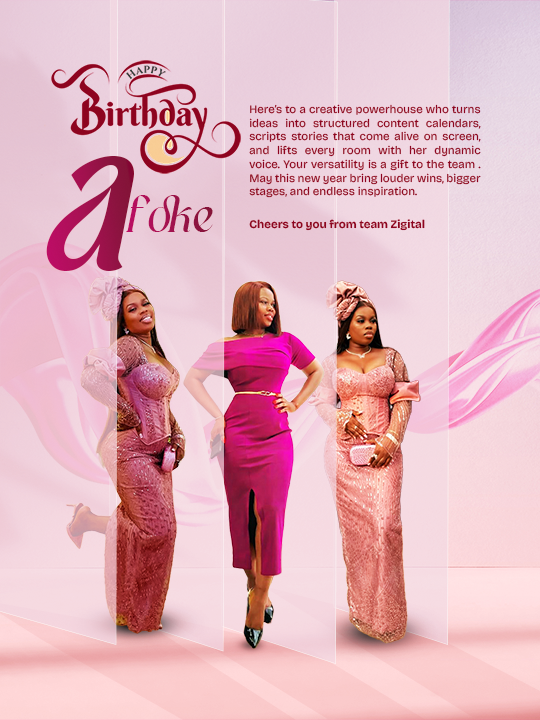 HAPPY
Birthday
afoke
Here's to a creative powerhouse who turns
ideas into structured content calendars,
scripts stories that come alive on screen,
and lifts every room with her dynamic
voice. Your versatility is a gift to the team .
May this new year bring louder wins, bigger
stages, and endless inspiration.
Cheers to you from team Zigital